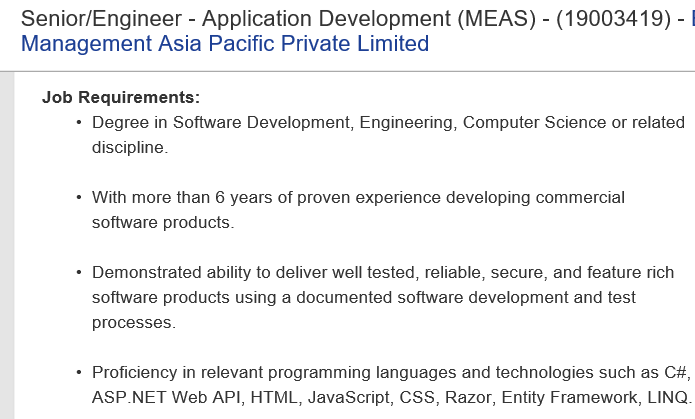 Senior/Engineer - Application Development (MEAS) - (19003419) -
Management Asia Pacific Private Limited
Job Requirements:
• Degree in Software Development, Engineering, Computer Science or related
discipline.
• With more than 6 years of proven experience developing commercial
software products.
• Demonstrated ability to deliver well tested, reliable, secure, and feature rich
software products using a documented software development and test
processes.
• Proficiency in relevant programming languages and technologies such as C#,
ASP.NET Web API, HTML, JavaScript, CSS, Razor, Entity Framework, LINQ.